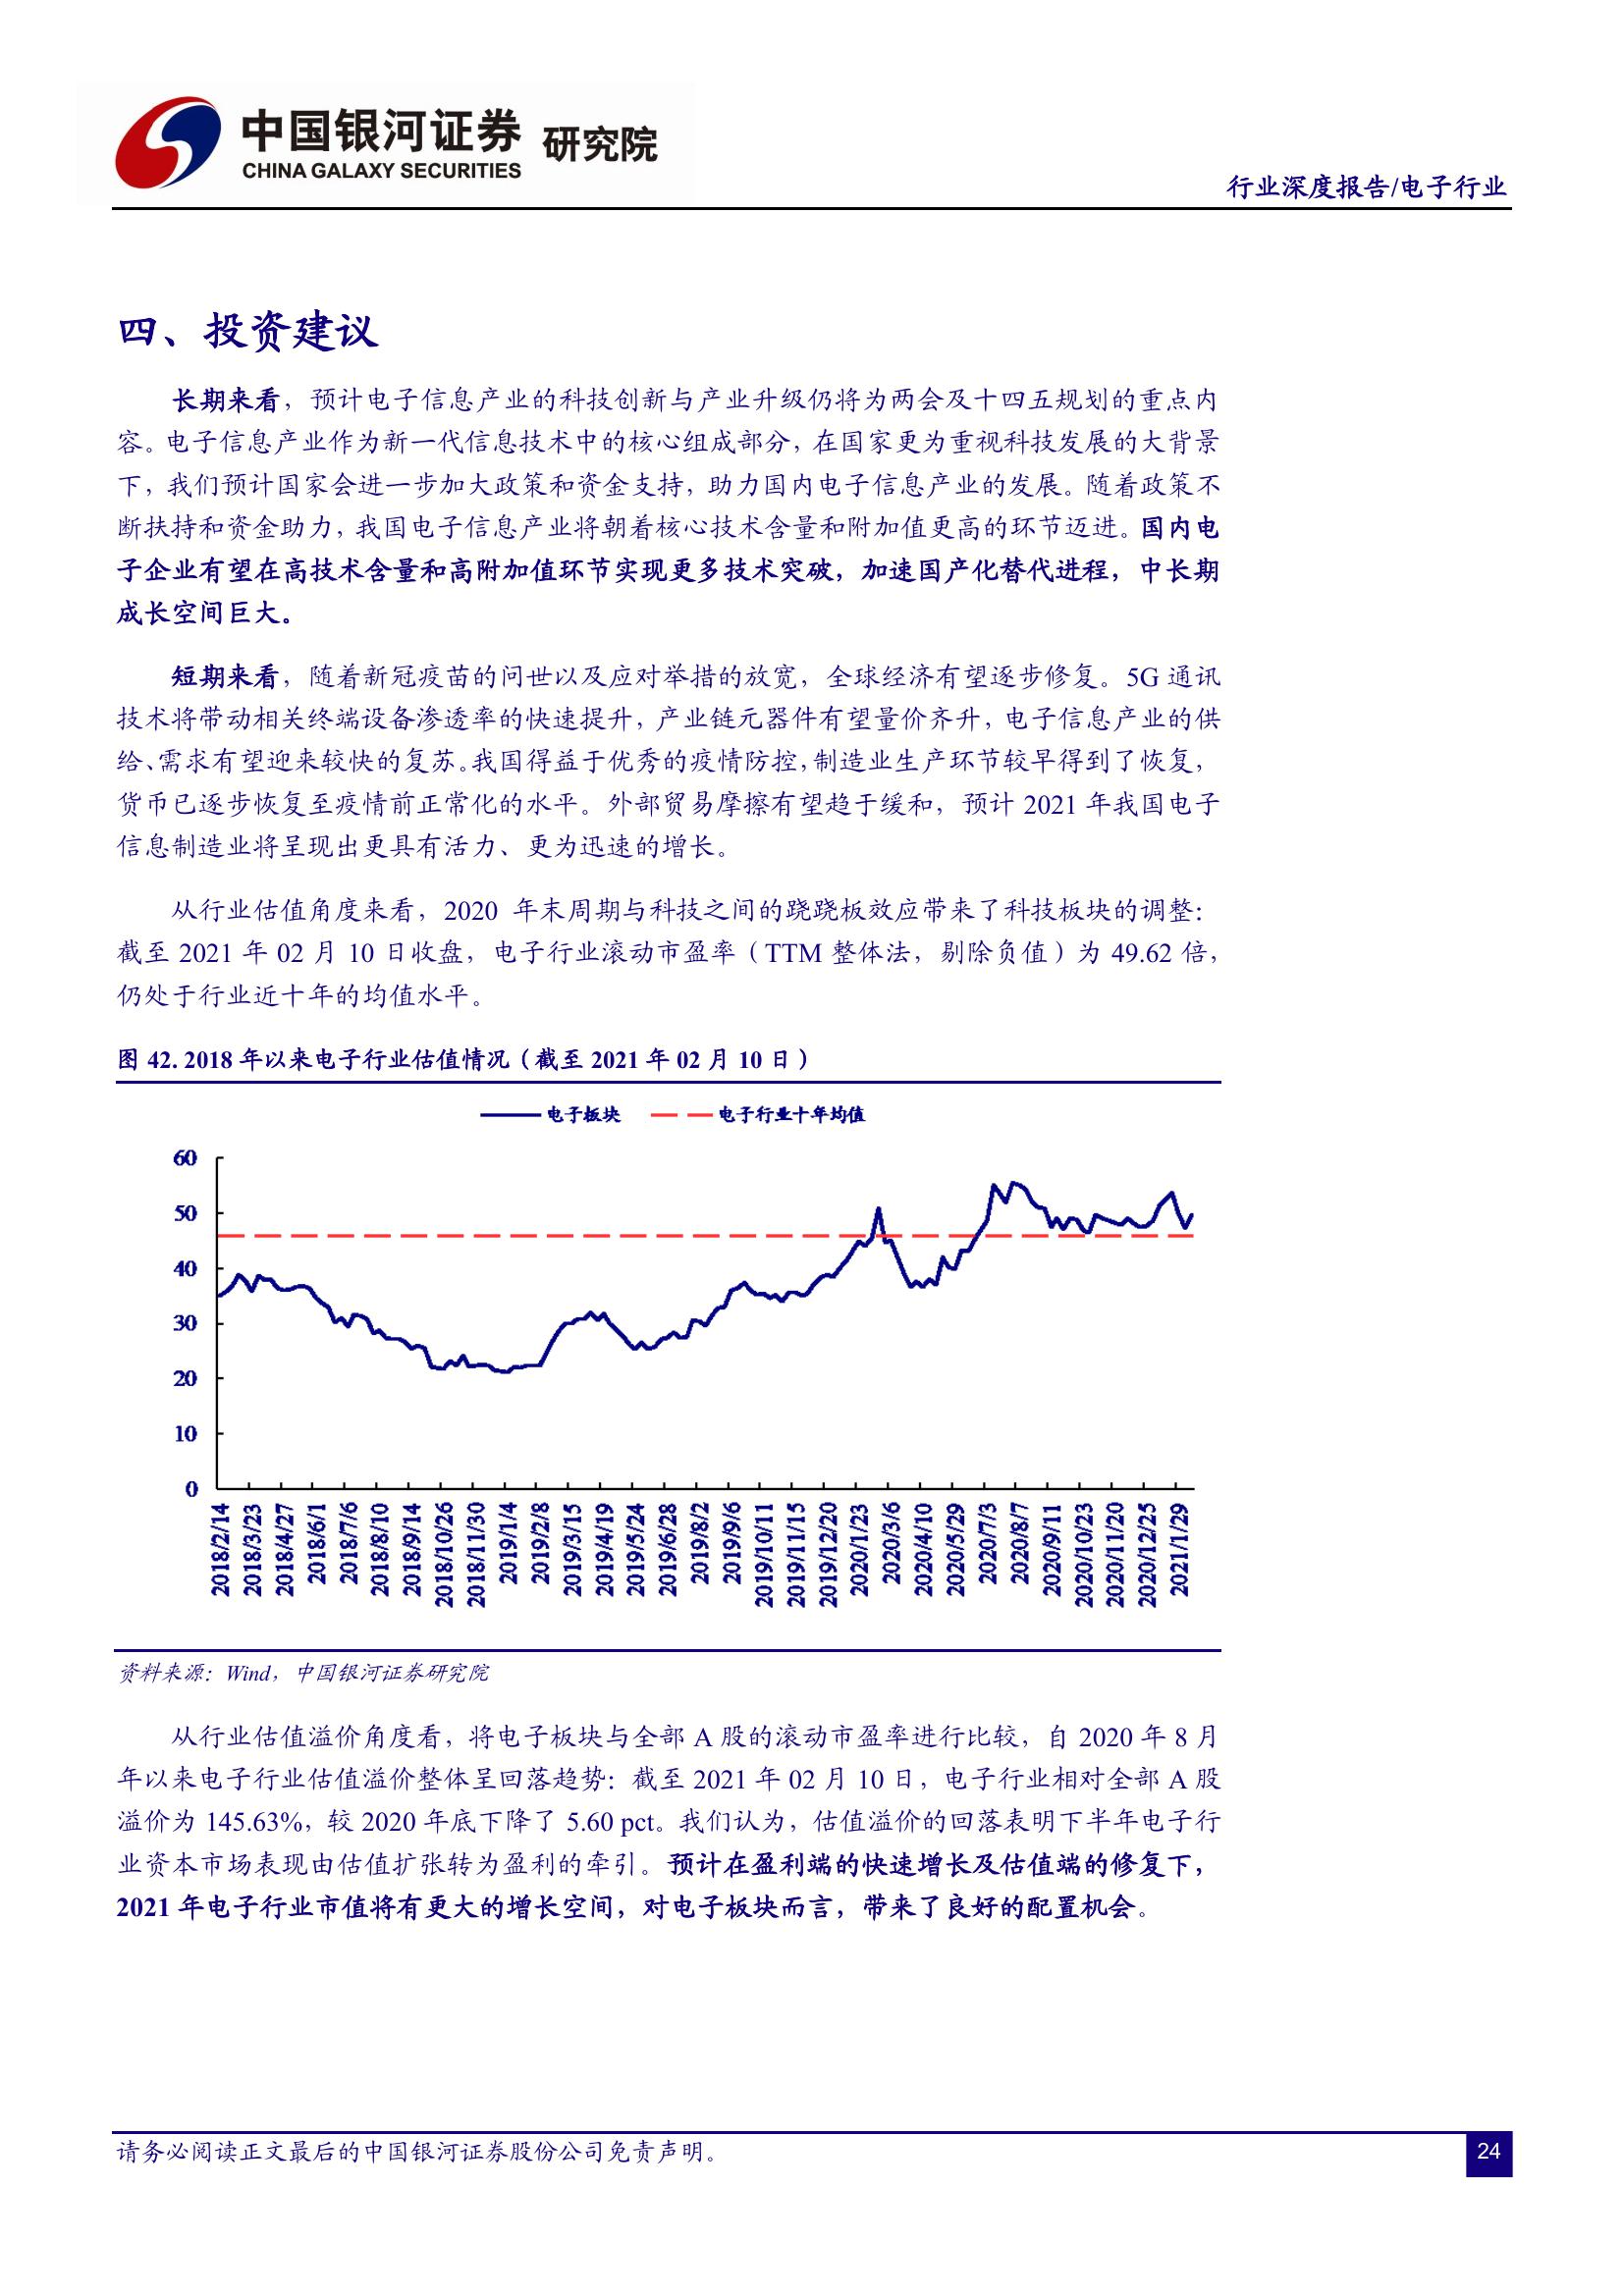 中国银河证券 研究院
CHINA GALAXY SECURITIES
行业深度报告/电子行业
四、投资建议
长期来看，预计电子信息产业的科技创新与产业升级仍将为两会及十四五规划的重点内
容。电子信息产业作为新一代信息技术中的核心组成部分，在国家更为重视科技发展的大背景
下，我们预计国家会进一步加大政策和资金支持，助力国内电子信息产业的发展。随着政策不
断扶持和资金助力，我国电子信息产业将朝着核心技术含量和附加值更高的环节迈进。国内电
子企业有望在高技术含量和高附加值环节实现更多技术突破，加速国产化替代进程，中长期
成长空间巨大。
短期来看，随着新冠疫苗的问世以及应对举措的放宽，全球经济有望逐步修复。5G 通讯
技术将带动相关终端设备渗透率的快速提升，产业链元器件有望量价齐升，电子信息产业的供
给、需求有望迎来较快的复苏。我国得益于优秀的疫情防控，制造业生产环节较早得到了恢复，
货币已逐步恢复至疫情前正常化的水平。外部贸易摩擦有望趋于缓和，预计 2021 年我国电子
信息制造业将呈现出更具有活力、更为迅速的增长。
从行业估值角度来看，2020 年末周期与科技之间的跷跷板效应带来了科技板块的调整：
截至 2021 年 02 月 10 日收盘，电子行业滚动市盈率（TTM 整体法，剔除负值）为 49.62 倍，
仍处于行业近十年的均值水平。
图 42. 2018 年以来电子行业估值情况（截至 2021 年 02 月 10 日）
电子板块 电子行业十年均值
60
50
40
30
20
10
0
2018/2/14
2018/3/23
2018/4/27
2018/6/1
2018/7/6
2018/8/10
2018/9/14
2018/10/26
2018/11/30
2019/1/4
2019/2/8
2019/3/15
2019/4/19
2019/5/24
2019/6/28
2019/8/2
2019/9/6
2019/10/11
2019/11/15
2019/12/20
2020/1/23
2020/3/6
2020/4/10
2020/5/29
2020/7/3
2020/8/7
2020/9/11
2020/10/23
2020/11/20
2020/12/25
2021/1/29
资料来源：Wind，中国银河证券研究院
从行业估值溢价角度看，将电子板块与全部 A 股的滚动市盈率进行比较，自 2020 年 8 月
年以来电子行业估值溢价整体呈回落趋势：截至 2021 年 02 月 10 日，电子行业相对全部 A 股
溢价为 145.63%，较 2020 年底下降了 5.60 pct。我们认为，估值溢价的回落表明下半年电子行
业资本市场表现由估值扩张转为盈利的牵引。预计在盈利端的快速增长及估值端的修复下，
2021 年电子行业市值将有更大的增长空间，对电子板块而言，带来了良好的配置机会。
请务必阅读正文最后的中国银河证券股份公司免责声明。
24